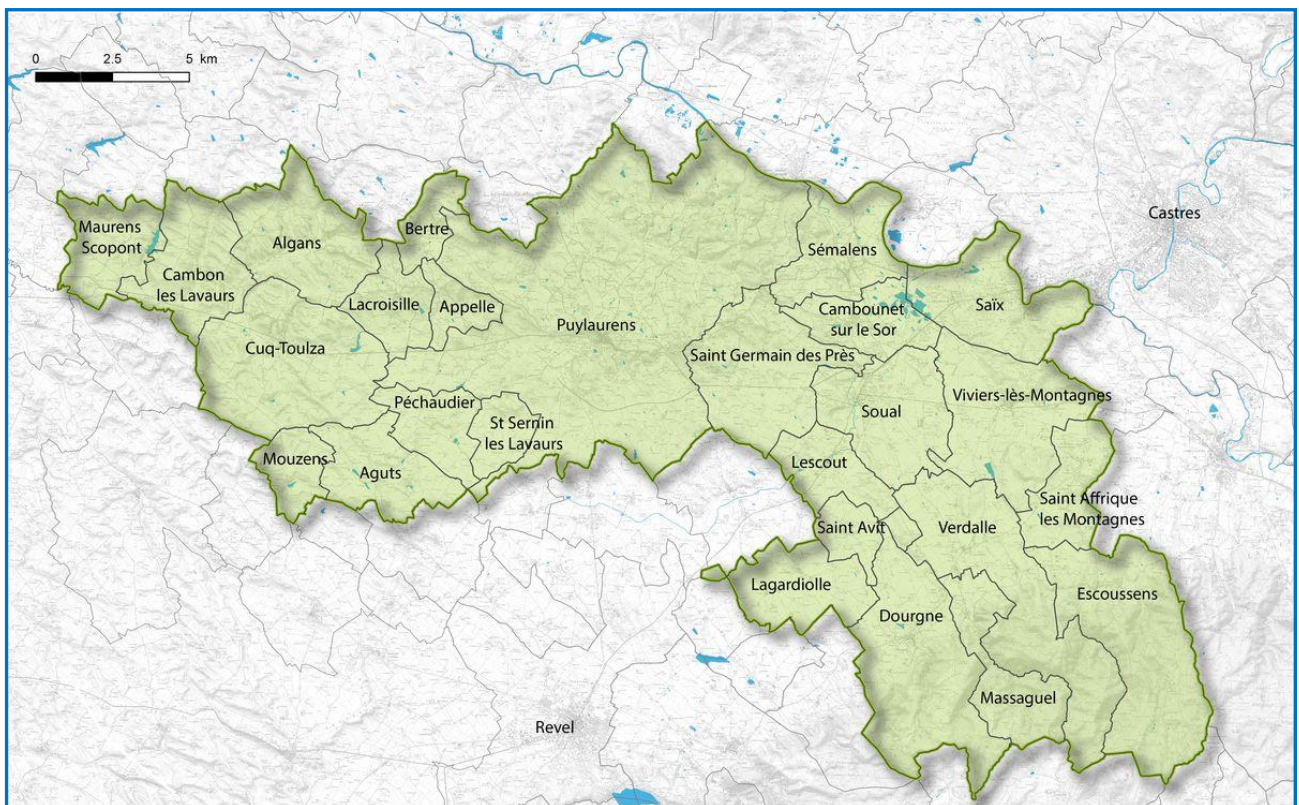 0 2.5 5 km
Castres
Maurens
Scopont
Algans
Bertre
Sémalens
Cambon
les Lavaurs
Lacroisille
Appelle
Saïx
Cambounet
sur le Sor
Puylaurens
Cuq-Toulza
Saint Germain des Près
Péchaudier
Viviers-lès-Montagnes
Soual
St Sernin
les Lavaurs
Mouzens
Aguts
Lescout
Saint Affrique
les Montagnes
Saint Avit
Verdalle
Lagardiolle
Escoussens
Dourgne
Massaguel
Revel